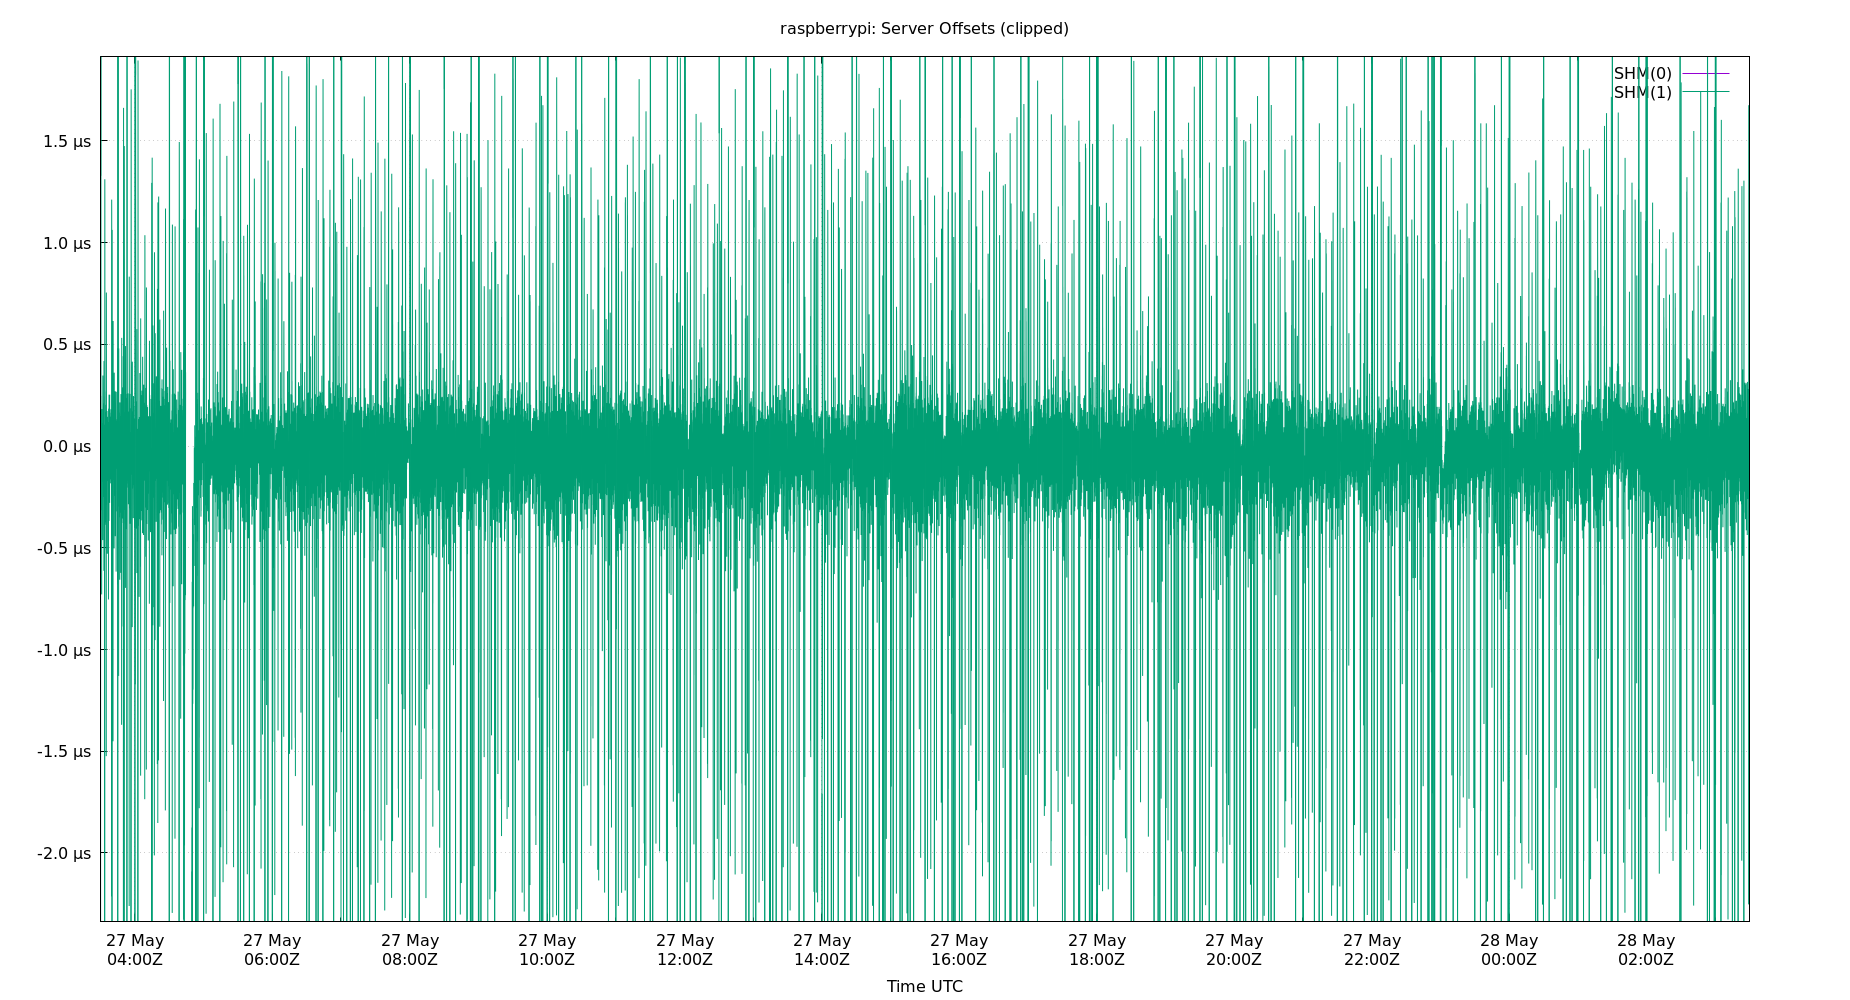 raspberrypi: Server Offsets (clipped)
SHM(0)
SHM(1)
1.5 µs
1.0 µs
0.5 µs
0.0 µs
-0.5 µs
-1.0 µs
-1.5 µs
-2.0 µs
27 May 27 May 27 May 27 May 27 May 27 May 27 May 27 May 27 May 27 May 28 May 28 May
04:00Z 06:00Z 08:00Z 10:00Z 12:00Z 14:00Z 16:00Z 18:00Z 20:00Z 22:00Z 00:00Z 02:00Z
Time UTC